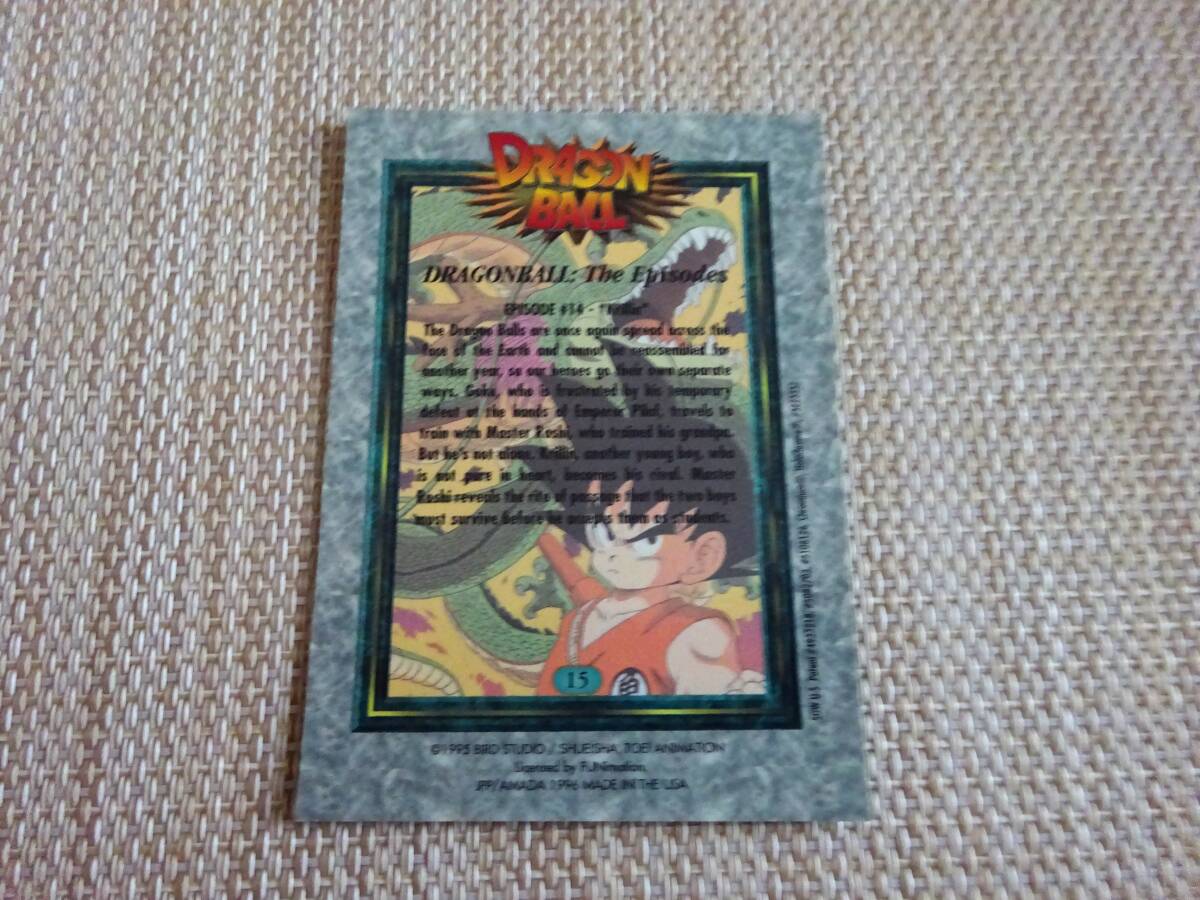 DRAGON
BALL
DRAGONBALL: The Episodes
EPISODE #14 - "Krillin"
The Dragon Balls are once again spread across the
face of the Earth and cannot be reassembled for
another year, so our heroes go their own separate
ways. Goku, who is frustrated by his temporary
defeat at the hands of Emperor Pilaf, travels to
train with Master Roshi, who trained his grandpa.
But he's not alone. Krillin, another young boy, who
is not pure in heart, becomes his rival. Master
Roshi reveals the rite of passage that the two boys
must survive before he accepts them as students.
15
©1995 BIRD STUDIO / SHUEISHA, TOEI ANIMATION
Licensed by FUNimation.
JPP/AMADA 1996 MADE IN THE USA
U.S. Patent